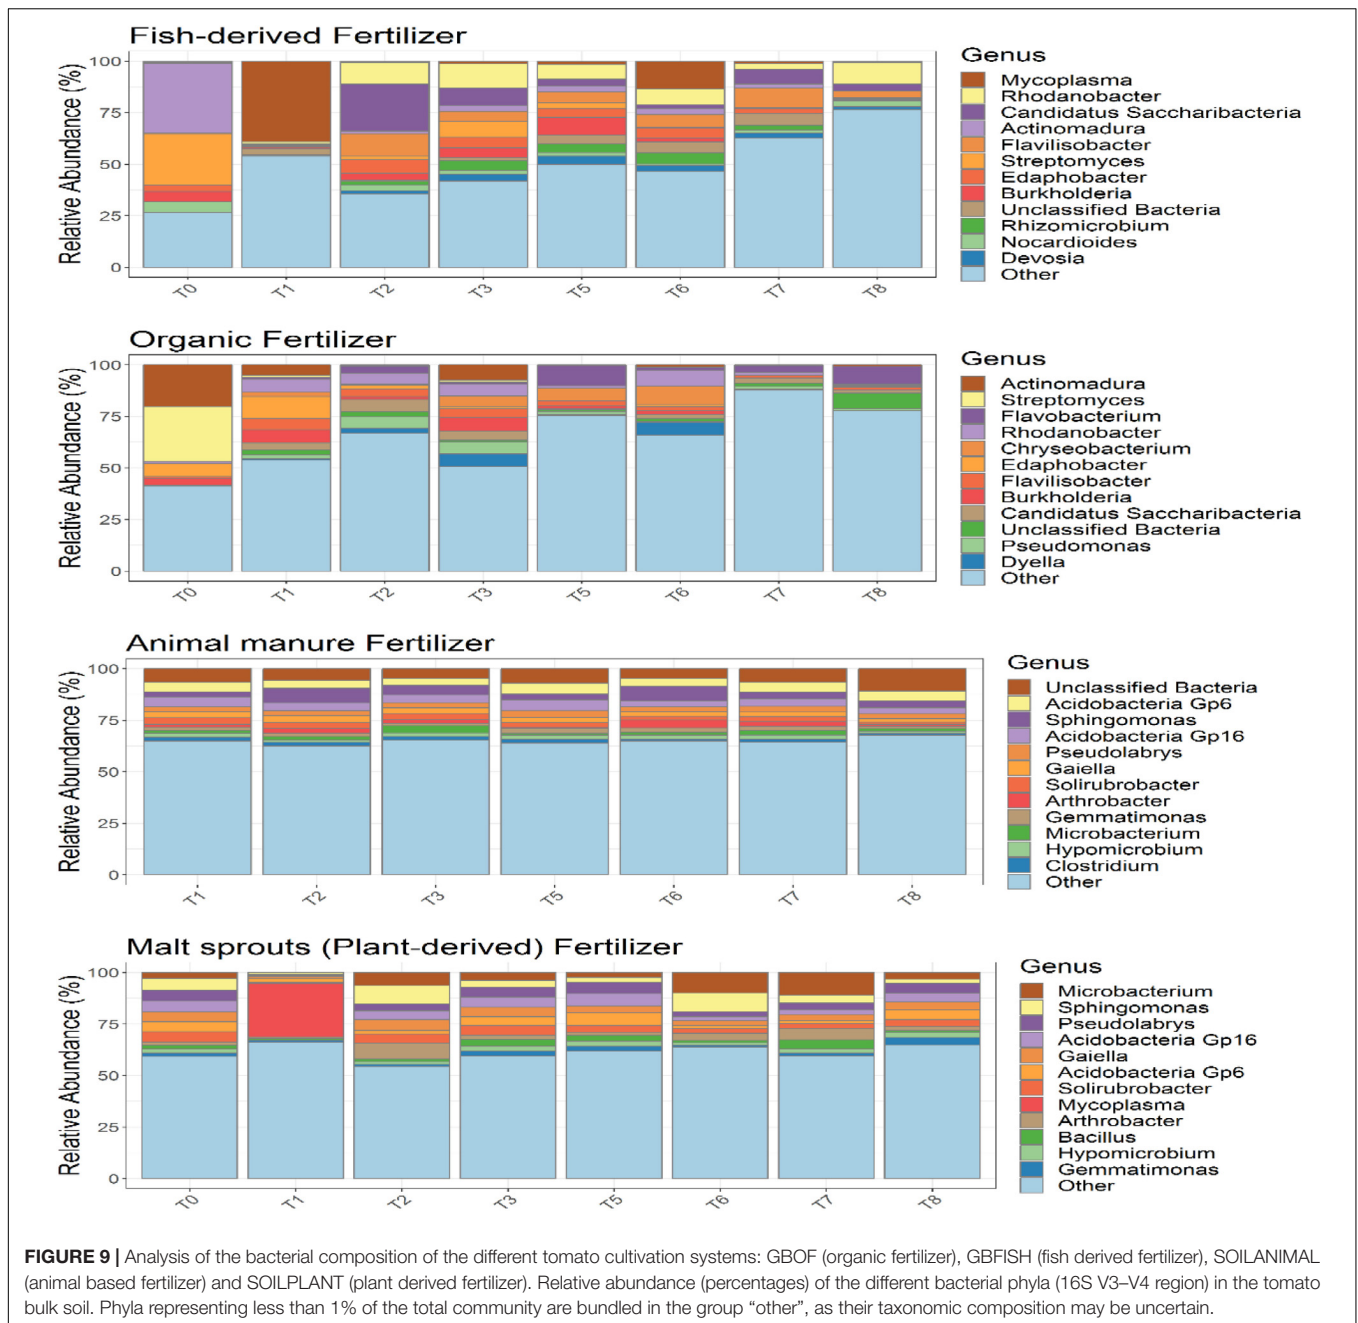 Fish-derived Fertilizer
Relative Abundance (%)
100
75
50
25
0
T0 T1 T2 T3 T5 T6 T7 T8
Genus
Mycoplasma
Rhodanobacter
Candidatus Saccharibacteria
Actinomadura
Flavilisobacter
Streptomyces
Edaphobacter
Burkholderia
Unclassified Bacteria
Rhizomicrobium
Nocardioides
Devosia
Other
Organic Fertilizer
Relative Abundance (%)
100
75
50
25
0
T0 T1 T2 T3 T5 T6 T7 T8
Genus
Actinomadura
Streptomyces
Flavobacterium
Rhodanobacter
Chryseobacterium
Edaphobacter
Flavilisobacter
Burkholderia
Candidatus Saccharibacteria
Unclassified Bacteria
Pseudomonas
Dyella
Other
Animal manure Fertilizer
Relative Abundance (%)
100
75
50
25
0
T1 T2 T3 T5 T6 T7 T8
Genus
Unclassified Bacteria
Acidobacteria Gp6
Sphingomonas
Acidobacteria Gp16
Pseudolabrys
Gaiella
Solirubrobacter
Arthrobacter
Gemmatimonas
Microbacterium
Hypomicrobium
Clostridium
Other
Malt sprouts (Plant-derived) Fertilizer
Relative Abundance (%)
100
75
50
25
0
T0 T1 T2 T3 T5 T6 T7 T8
Genus
Microbacterium
Sphingomonas
Pseudolabrys
Acidobacteria Gp16
Gaiella
Acidobacteria Gp6
Solirubrobacter
Mycoplasma
Arthrobacter
Bacillus
Hypomicrobium
Gemmatimonas
Other
FIGURE 9 | Analysis of the bacterial composition of the different tomato cultivation systems: GBOF (organic fertilizer), GBFISH (fish derived fertilizer), SOILANIMAL
(animal based fertilizer) and SOILPLANT (plant derived fertilizer). Relative abundance (percentages) of the different bacterial phyla (16S V3–V4 region) in the tomato
bulk soil. Phyla representing less than 1% of the total community are bundled in the group “other”, as their taxonomic composition may be uncertain.